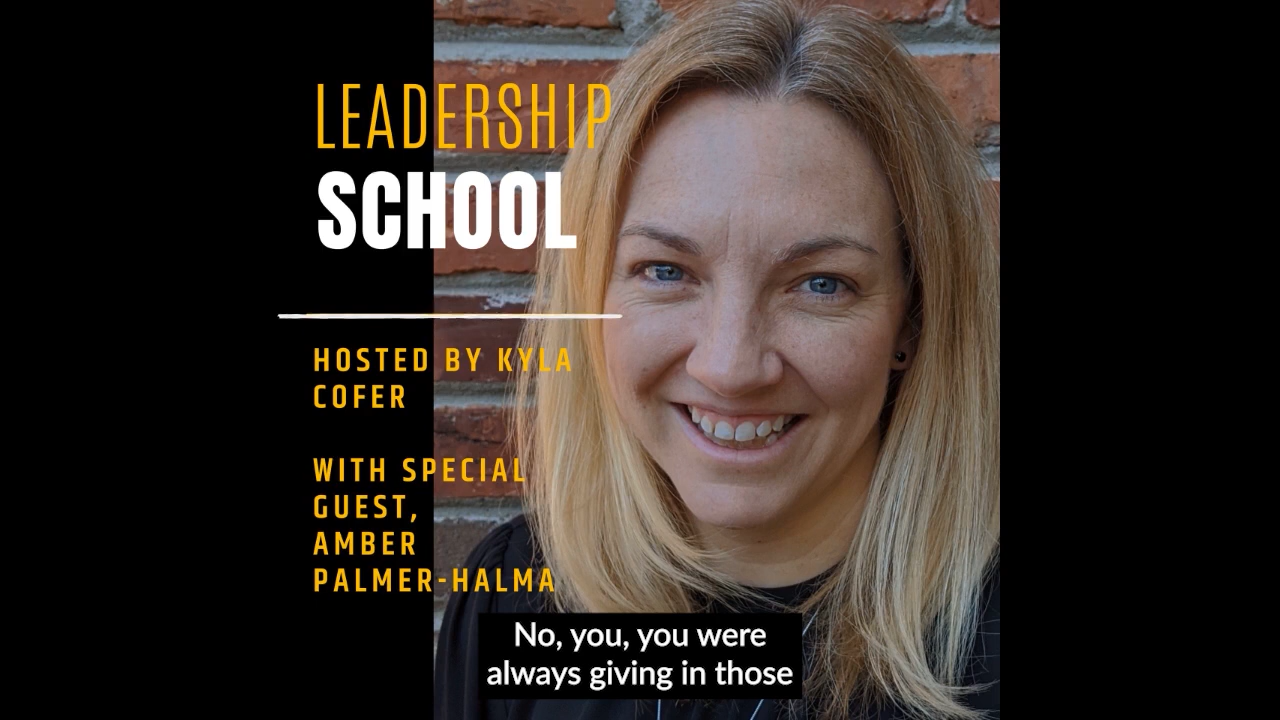 LEADERSHIP
SCHOOL
HOSTED BY KYLA
COFER
WITH SPECIAL
GUEST,
AMBER
PALMER-HALMA
No, you, you were
always giving in those